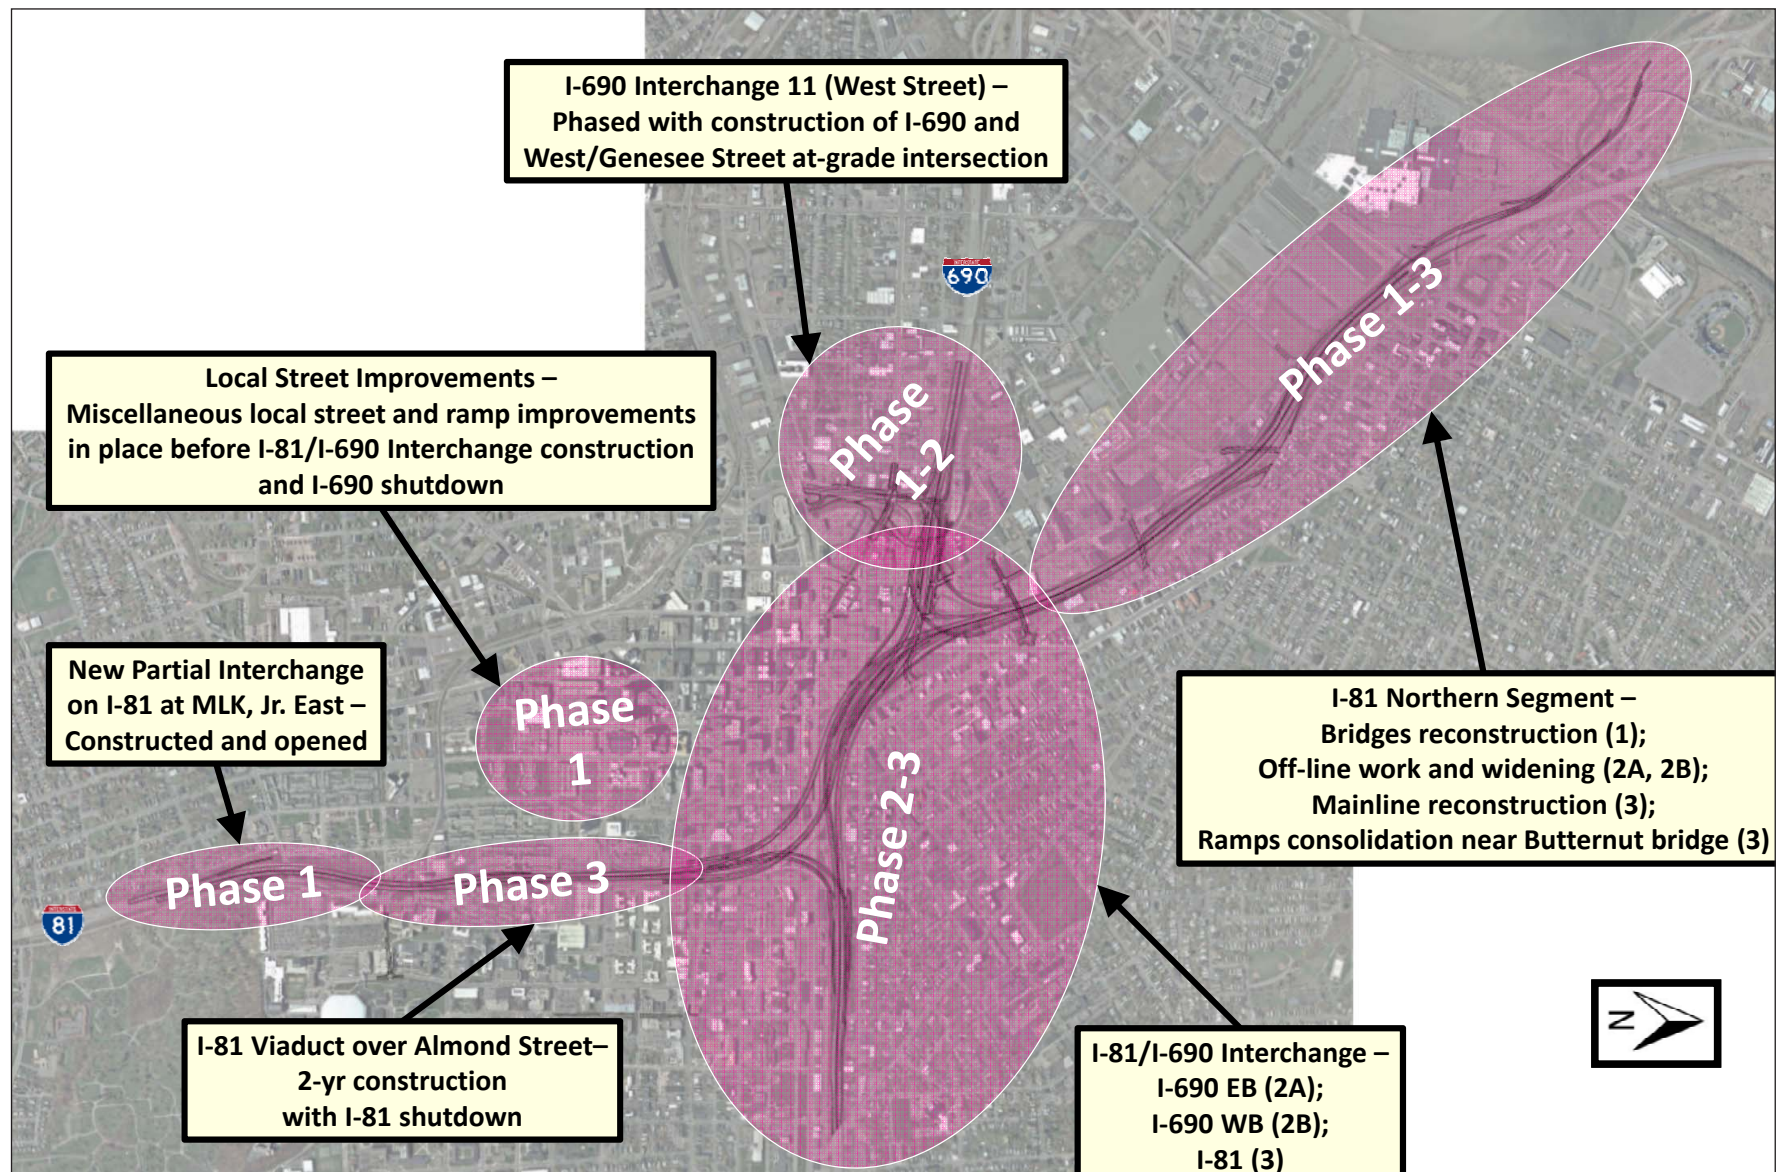 I-690 Interchange 11 (West Street) –
Phased with construction of I-690 and
West/Genesee Street at-grade intersection
INTERSTATE
690
Phase 1-3
Local Street Improvements –
Miscellaneous local street and ramp improvements
in place before I-81/I-690 Interchange construction
and I-690 shutdown
Phase
1-2
New Partial Interchange
on I-81 at MLK, Jr. East –
Constructed and opened
Phase
1
I-81 Northern Segment –
Bridges reconstruction (1);
Off-line work and widening (2A, 2B);
Mainline reconstruction (3);
Ramps consolidation near Butternut bridge (3)
Phase 2-3
Phase 1
Phase 3
INTERSTATE
81
I-81 Viaduct over Almond Street–
2-yr construction
with I-81 shutdown
I-81/I-690 Interchange –
I-690 EB (2A);
I-690 WB (2B);
I-81 (3)
N